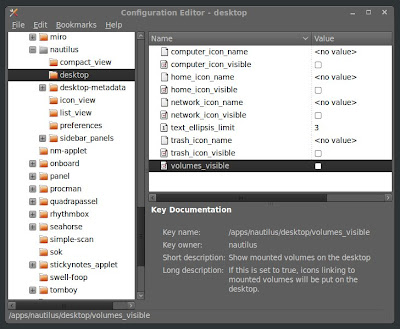 Configuration Editor - desktop
File Edit Bookmarks Help
miro
nautilus
compact_view
desktop
desktop-metadata
icon_view
list_view
preferences
sidebar_panels
nm-applet
onboard
panel
procman
quadrapassel
rhythmbox
seahorse
simple-scan
sok
stickynotes_applet
swell-foop
tomboy
Name Value
computer_icon_name <no value>
computer_icon_visible
home_icon_name <no value>
home_icon_visible
network_icon_name <no value>
network_icon_visible
text_ellipsis_limit 3
trash_icon_name <no value>
trash_icon_visible
volumes_visible
Key Documentation
Key name: /apps/nautilus/desktop/volumes_visible
Key owner: nautilus
Short description: Show mounted volumes on the desktop
Long description: If this is set to true, icons linking to
mounted volumes will be put on the
desktop.
/apps/nautilus/desktop/volumes_visible